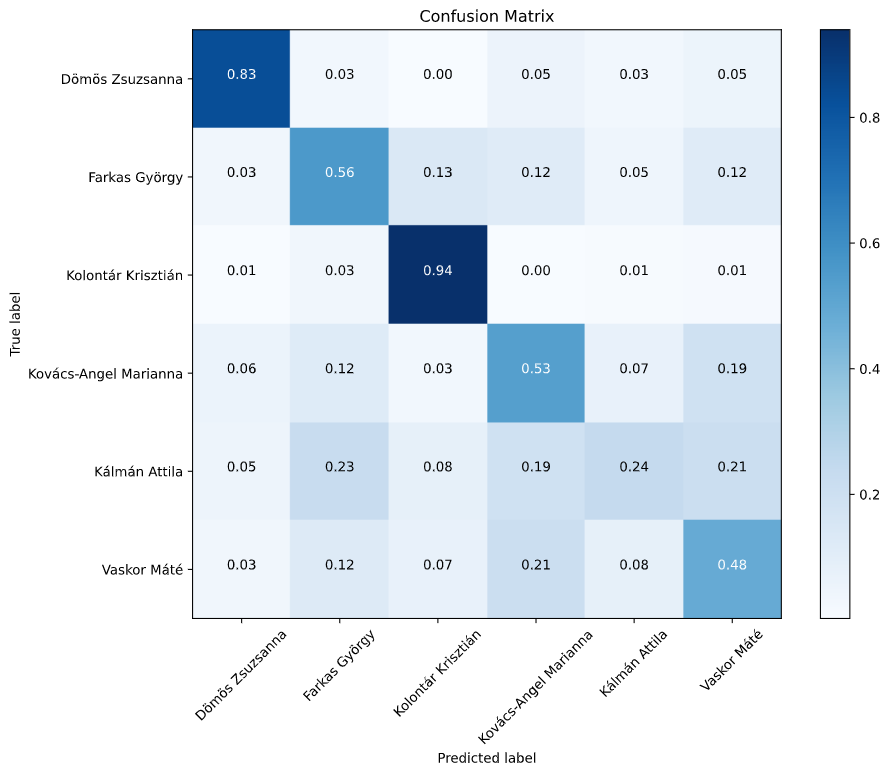 Confusion Matrix
Dömös Zsuzsanna 0.83 0.03 0.00 0.05 0.03 0.05
Farkas György 0.03 0.56 0.13 0.12 0.05 0.12
Kolontár Krisztián 0.01 0.03 0.94 0.00 0.01 0.01
Kovács-Angel Marianna 0.06 0.12 0.03 0.53 0.07 0.19
Kálmán Attila 0.05 0.23 0.08 0.19 0.24 0.21
Vaskor Máté 0.03 0.12 0.07 0.21 0.08 0.48
True label
Dömös Zsuzsanna
Farkas György
Kolontár Krisztián
Kovács-Angel Marianna
Kálmán Attila
Vaskor Máté
Predicted label
0.8
0.6
0.4
0.2